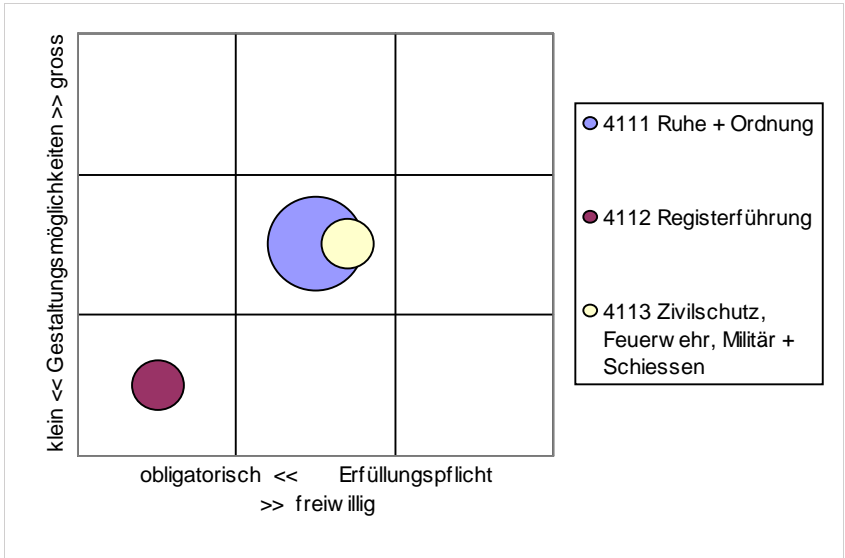 klein << Gestaltungsmöglichkeiten >> gross
4111 Ruhe + Ordnung
4112 Registerführung
4113 Zivilschutz,
Feuerwehr, Militär +
Schiessen
obligatorisch << Erfüllungspflicht
>> freiwillig